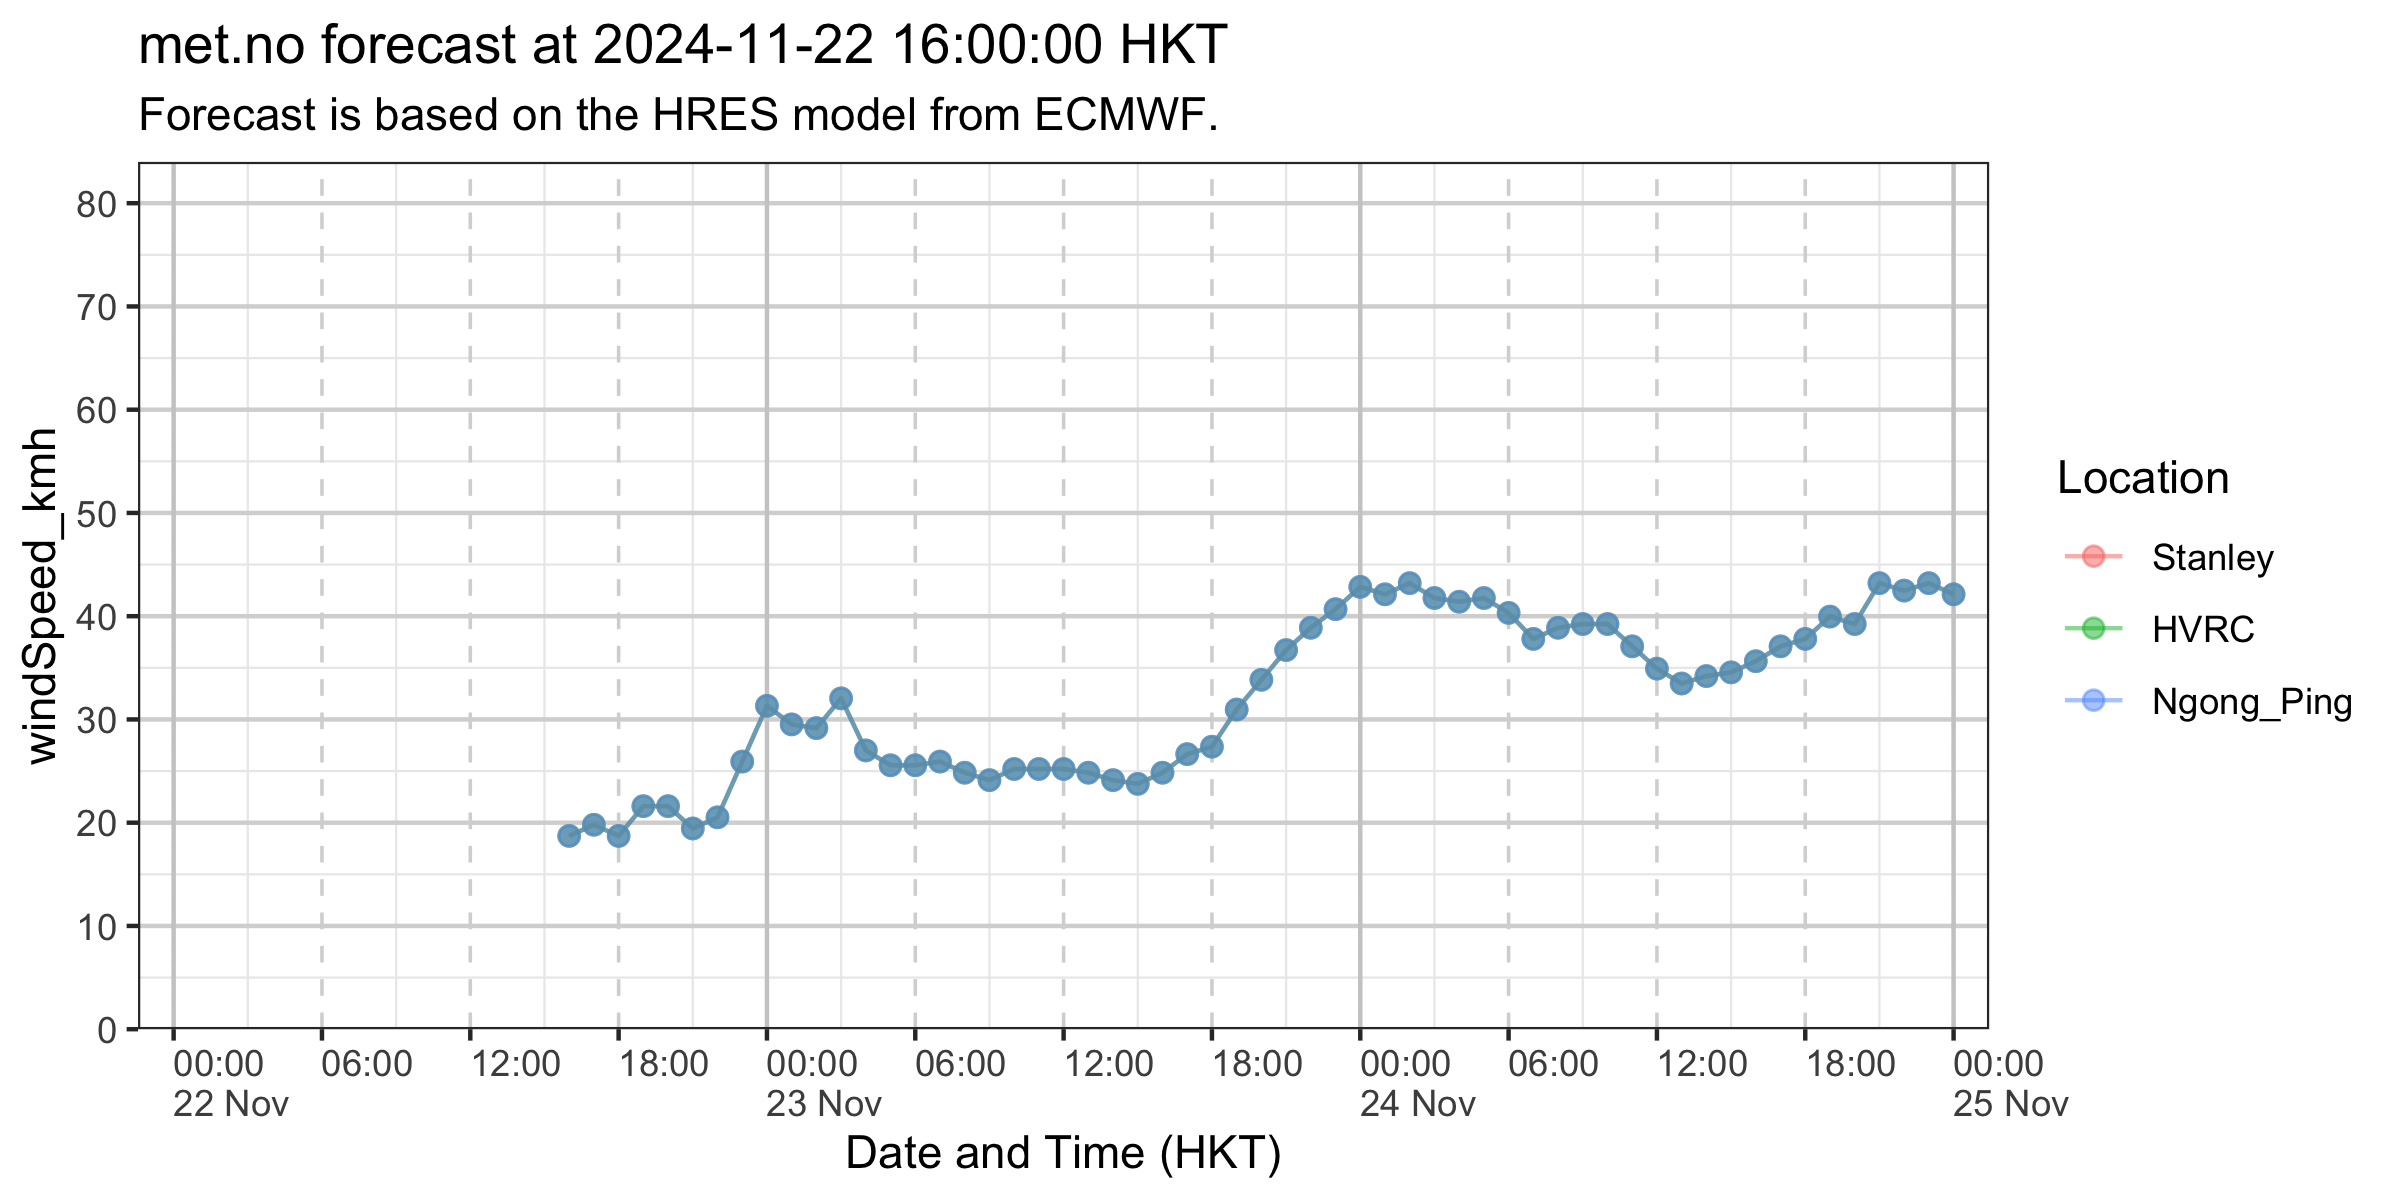 met.no forecast at 2024-11-22 16:00:00 HKT
Forecast is based on the HRES model from ECMWF.
windSpeed_kmh
80
70
60
50
40
30
20
10
0
00:00 06:00 12:00 18:00 00:00 06:00 12:00 18:00 00:00 06:00 12:00 18:00 00:00
22 Nov 23 Nov 24 Nov 25 Nov
Date and Time (HKT)
Location
Stanley
HVRC
Ngong_Ping